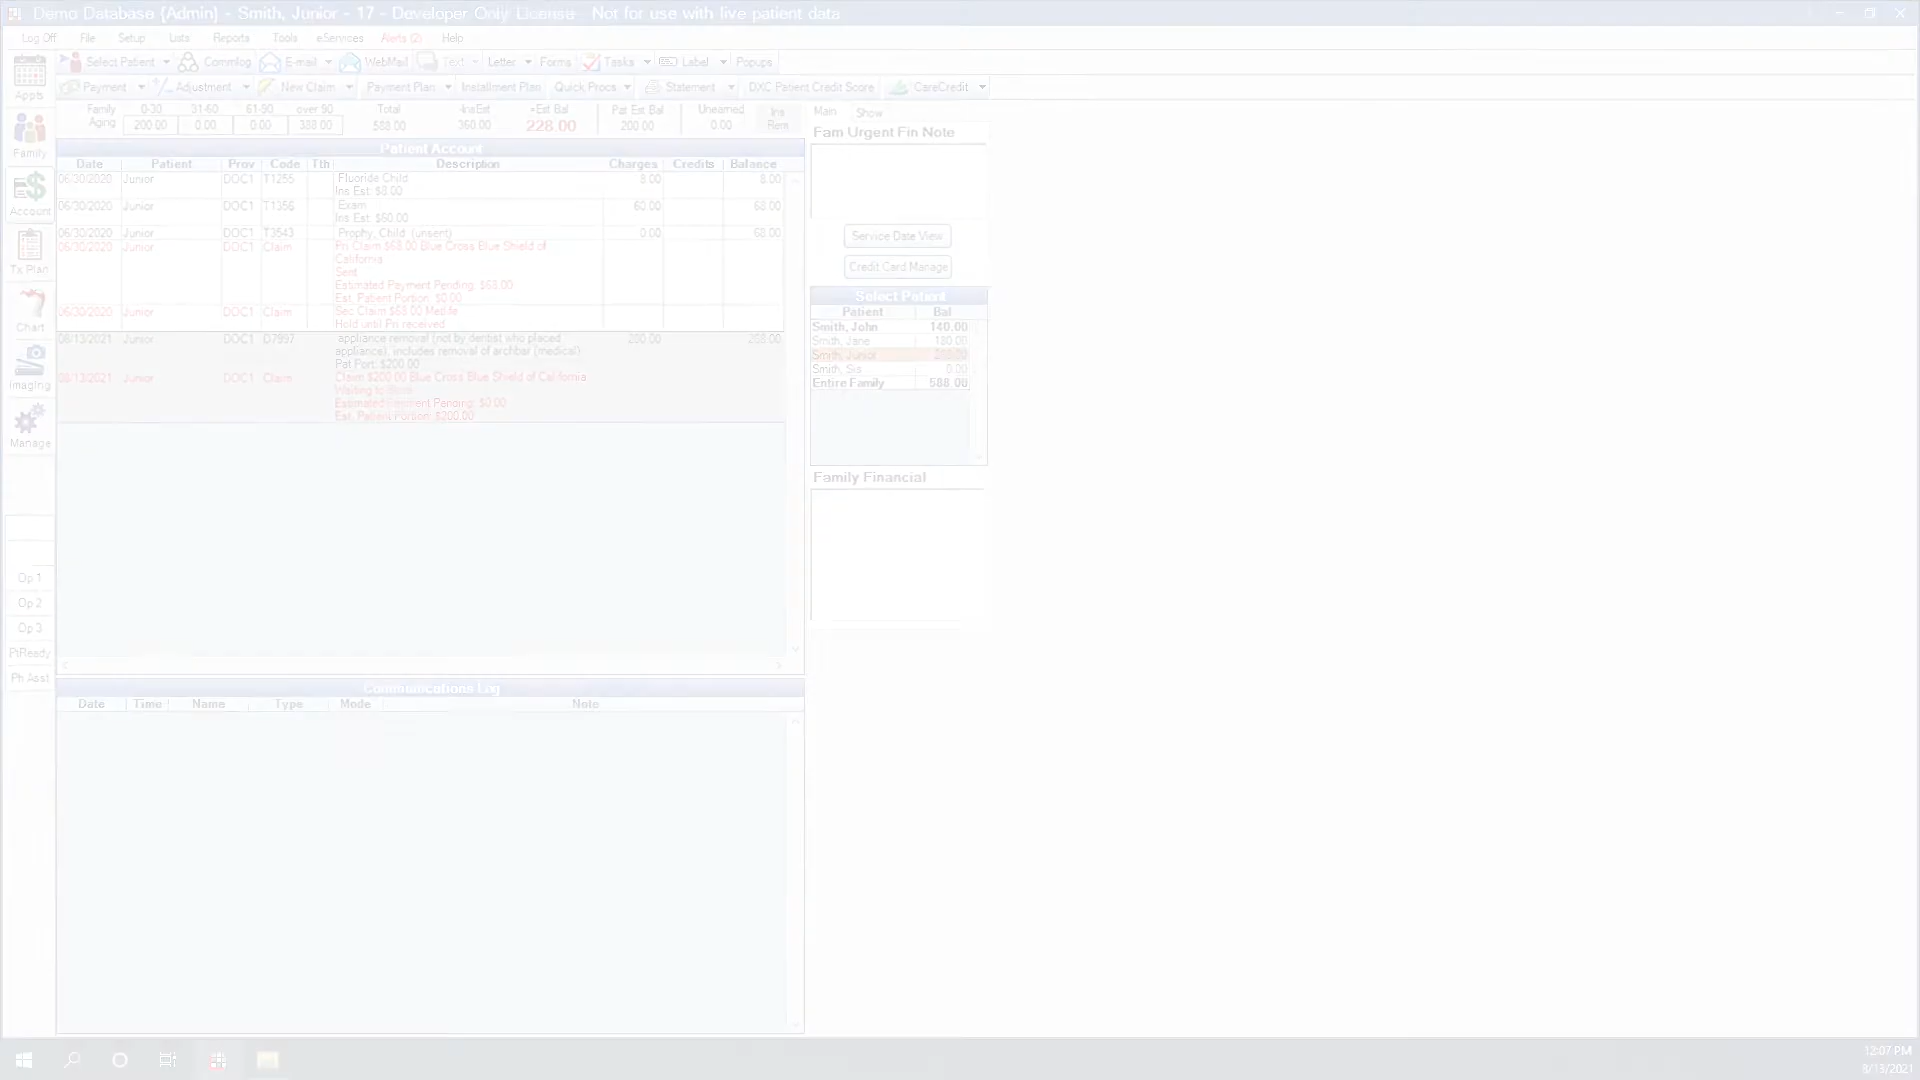 Demo Database {Admin} - Smith, Junior - 17 - Developer Only License - Not for use with live patient data
Log Off File Setup Lists Reports Tools eServices Alerts (2) Help
Select Patient Commlog E-mail WebMail Text Letter Forms Tasks Label Popups
Payment Adjustment New Claim Payment Plan Installment Plan Quick Procs Statement DXC Patient Credit Score CareCredit
Family Aging 0-30 31-60 61-90 over 90 Total -InsEst =Est Bal Pat Est Bal Unearned Ins Rem
200.00 0.00 0.00 388.00 588.00 360.00 228.00 200.00 0.00
Appts
Family
Account
Tx Plan
Chart
Imaging
Manage
Op 1
Op 2
Op 3
PtReady
Ph Asst
Patient Account
Date Patient Prov Code Tth Description Charges Credits Balance
06/30/2020 Junior DOC1 T1255 Fluoride Child 8.00 8.00
Ins Est: $8.00
06/30/2020 Junior DOC1 T1356 Exam 60.00 68.00
Ins Est: $60.00
06/30/2020 Junior DOC1 T3543 Prophy, Child (unsent) 0.00 68.00
06/30/2020 Junior DOC1 Claim Pri Claim $68.00 Blue Cross Blue Shield of
California
Sent
Estimated Payment Pending: $68.00
Est. Patient Portion: $0.00
06/30/2020 Junior DOC1 Claim Sec Claim $68.00 Metlife
Hold until Pri received
08/13/2021 Junior DOC1 D7997 appliance removal (not by dentist who placed 200.00 268.00
appliance), includes removal of archbar (medical)
Pat Port: $200.00
08/13/2021 Junior DOC1 Claim Claim $200.00 Blue Cross Blue Shield of California
Waiting to Send
Estimated Payment Pending: $0.00
Est. Patient Portion: $200.00
Communications Log
Date Time Name Type Mode Note
Main Show
Fam Urgent Fin Note
Service Date View
Credit Card Manage
Select Patient
Patient Bal
Smith, John 140.00
Smith, Jane 180.00
Smith, Junior 268.00
Smith, Sis 0.00
Entire Family 588.00
Family Financial
12:07 PM
8/13/2021